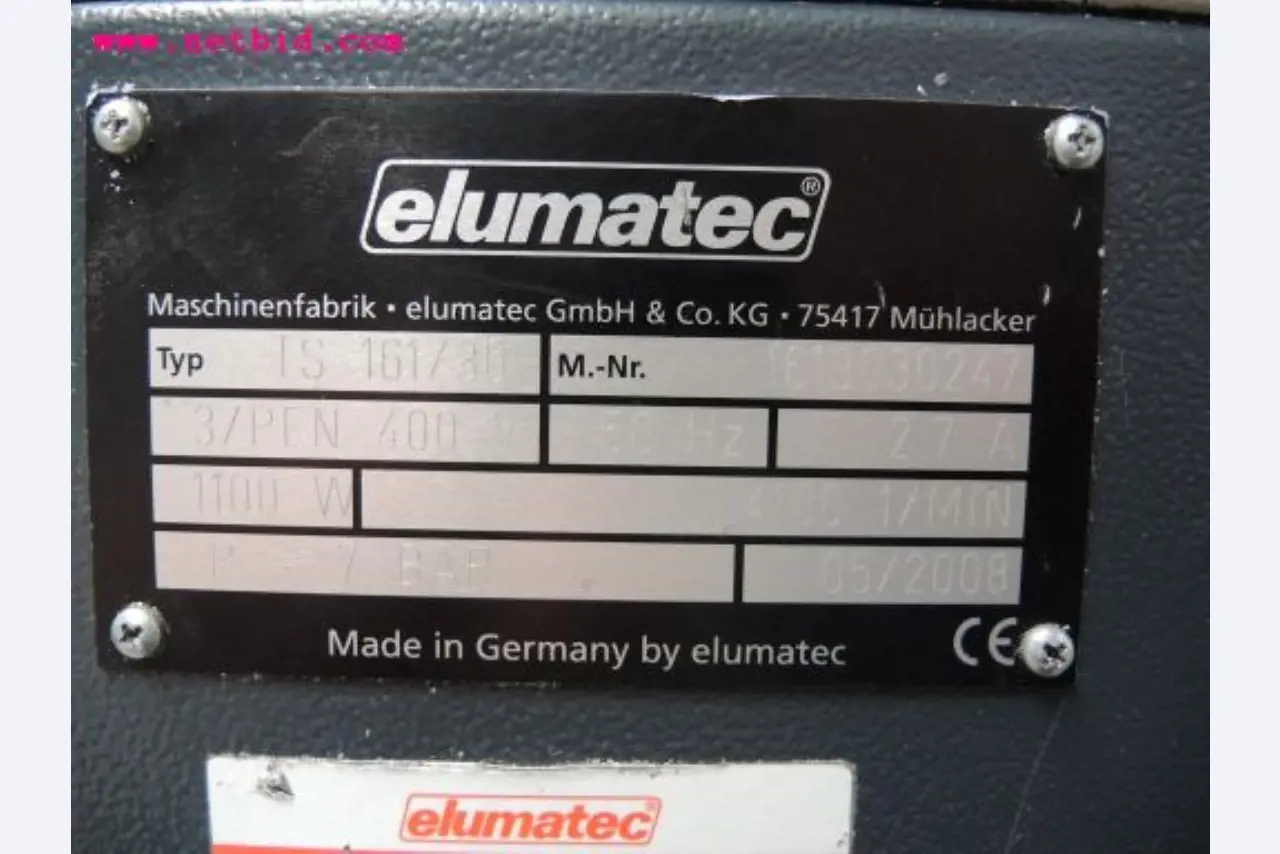 www.netbid.com
elumatec®
Maschinenfabrik · elumatec GmbH & Co. KG · 75417 Mühlacker
Typ TS 161/30 M.-Nr.
3/PEN 400 V Hz 2.7 A
1100 W 1/MIN
7 BAR 05/2008
Made in Germany by elumatec CE
elumatec®